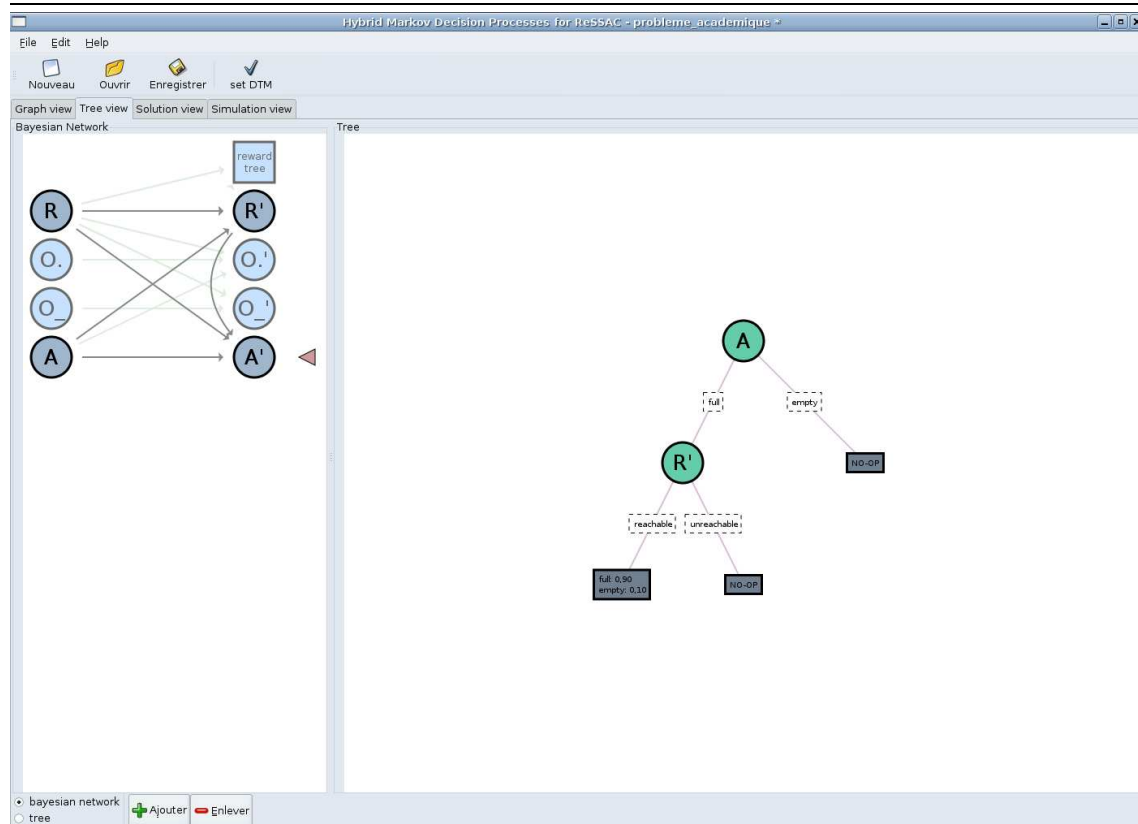 Hybrid Markov Decision Processes for ReSSAC - probleme_academique *
File Edit Help
Nouveau Ouvrir Enregistrer set DTM
Graph view Tree view Solution view Simulation view
Bayesian Network
Tree
reward
tree
R R'
O. O.'
O_ O_'
A A'
A
full empty
R' NO-OP
reachable unreachable
full: 0,90
empty: 0,10
NO-OP
bayesian network
tree
Ajouter Enlever